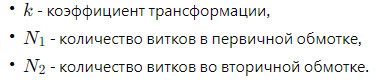 • k - коэффициент трансформации,
• N₁ - количество витков в первичной обмотке,
• N₂ - количество витков во вторичной обмотке.